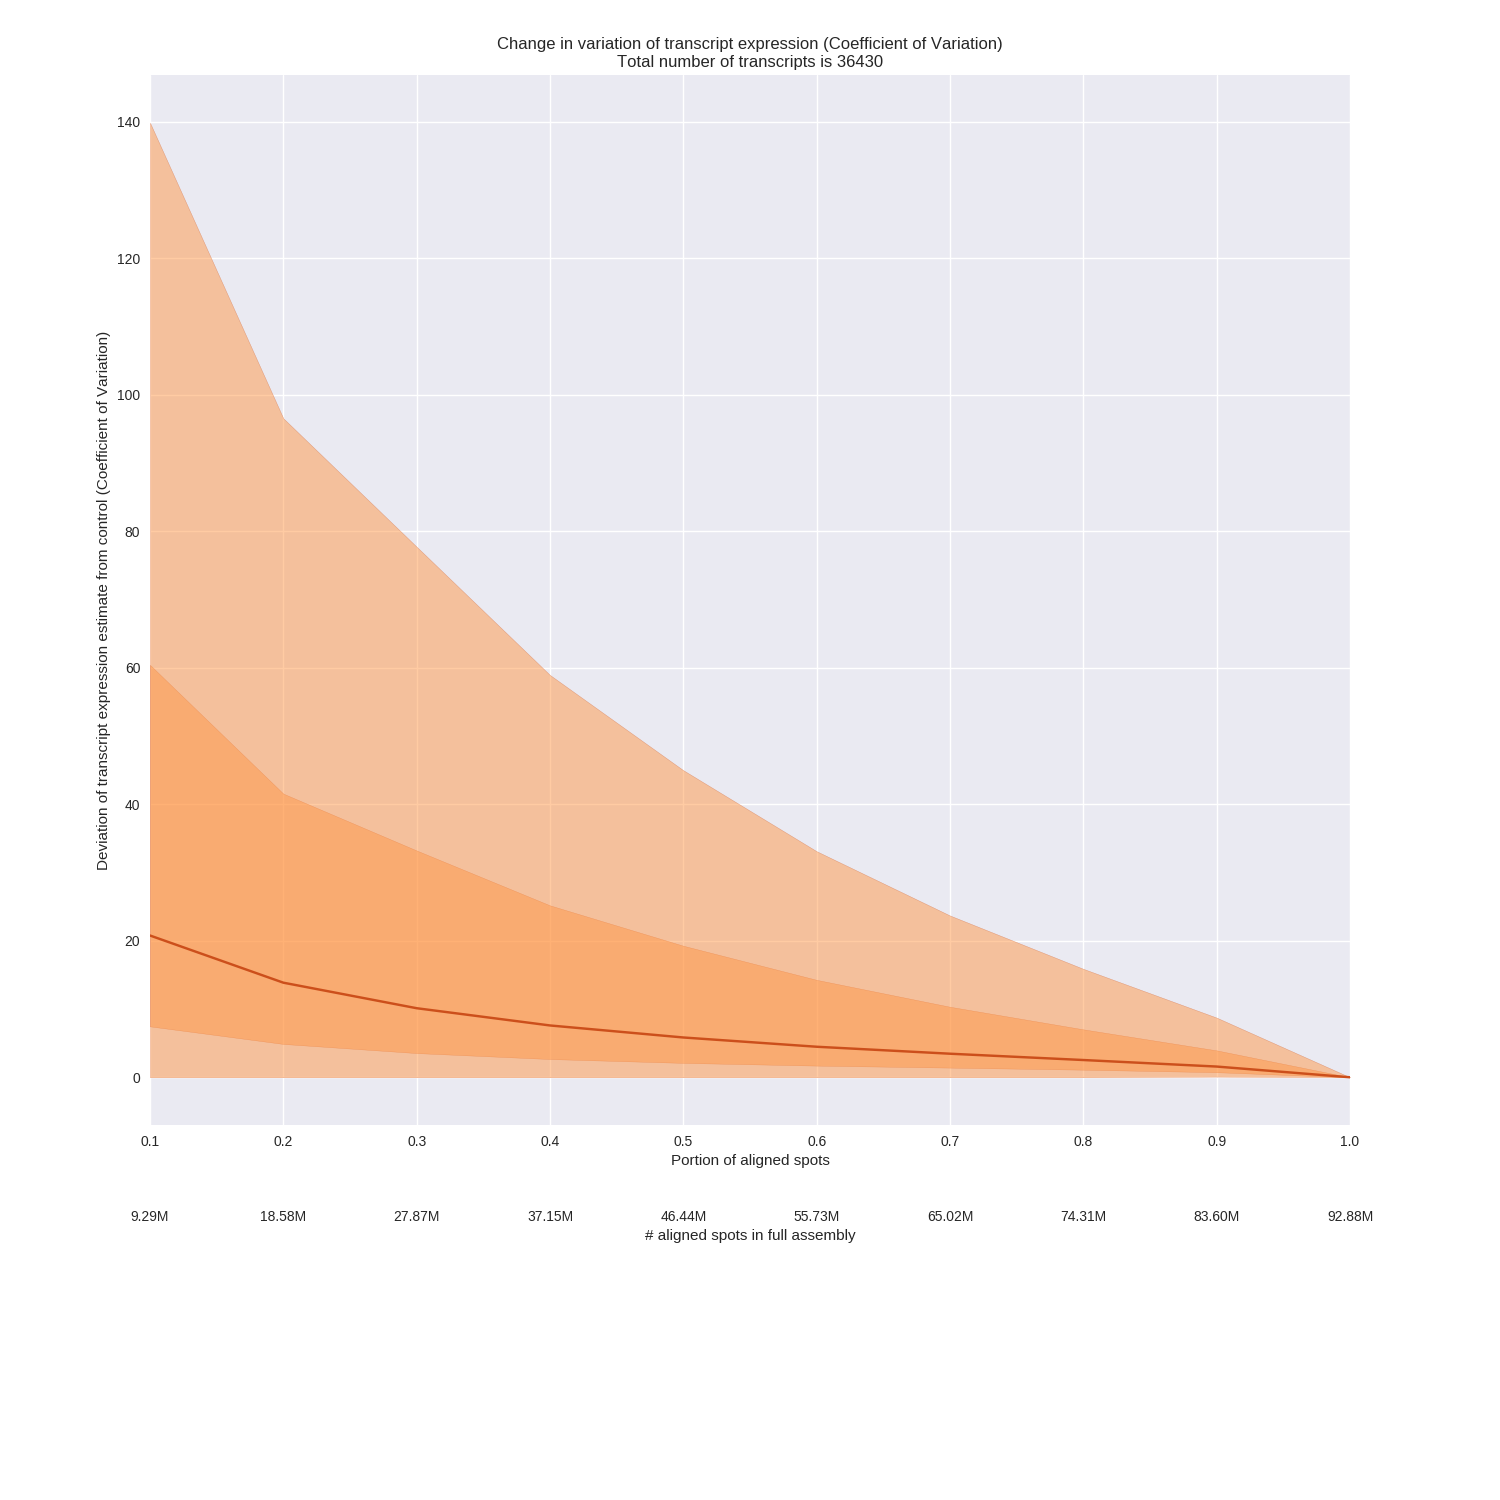 Change in variation of transcript expression (Coefficient of Variation)
Total number of transcripts is 36430
Deviation of transcript expression estimate from control (Coefficient of Variation)
140
120
100
80
60
40
20
0
0.1 0.2 0.3 0.4 0.5 0.6 0.7 0.8 0.9 1.0
Portion of aligned spots
9.29M 18.58M 27.87M 37.15M 46.44M 55.73M 65.02M 74.31M 83.60M 92.88M
# aligned spots in full assembly